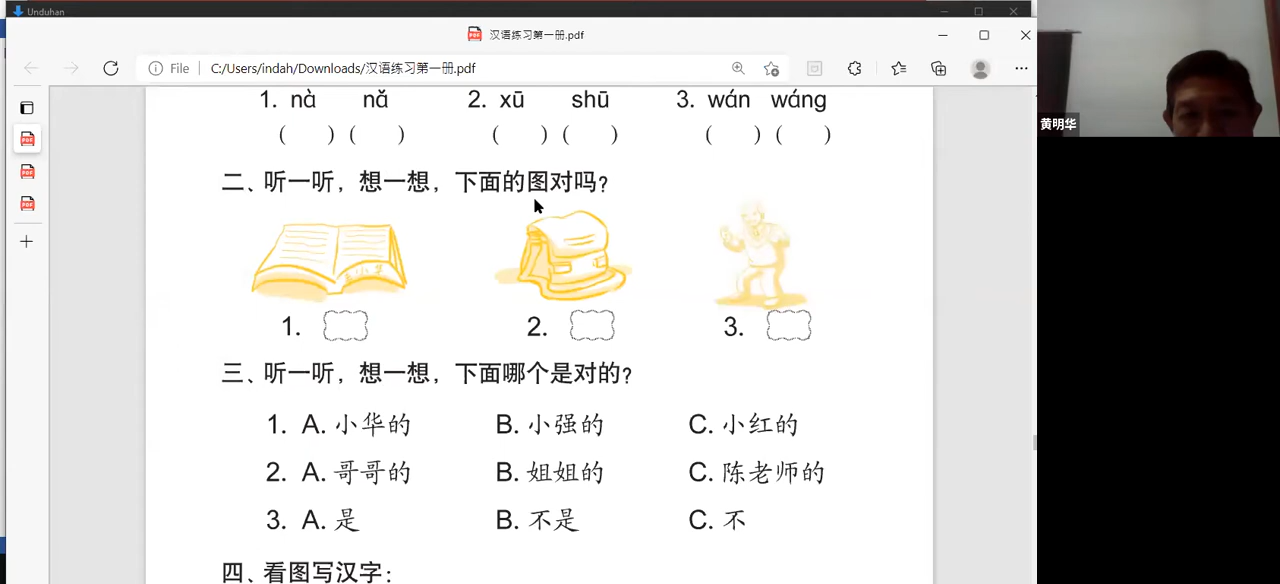 Unduhan
汉语练习第一册.pdf
File C:/Users/indah/Downloads/汉语练习第一册.pdf
1. nà nǎ 2. xū shū 3. wán wáng
( ) ( ) ( ) ( ) ( ) ( )
黄明华
二、听一听，想一想，下面的图对吗？
1. 2. 3.
三、听一听，想一想，下面哪个是对的？
1. A. 小华的 B. 小强的 C. 小红的
2. A. 哥哥的 B. 姐姐的 C. 陈老师的
3. A. 是 B. 不是 C. 不
四、看图写汉字：